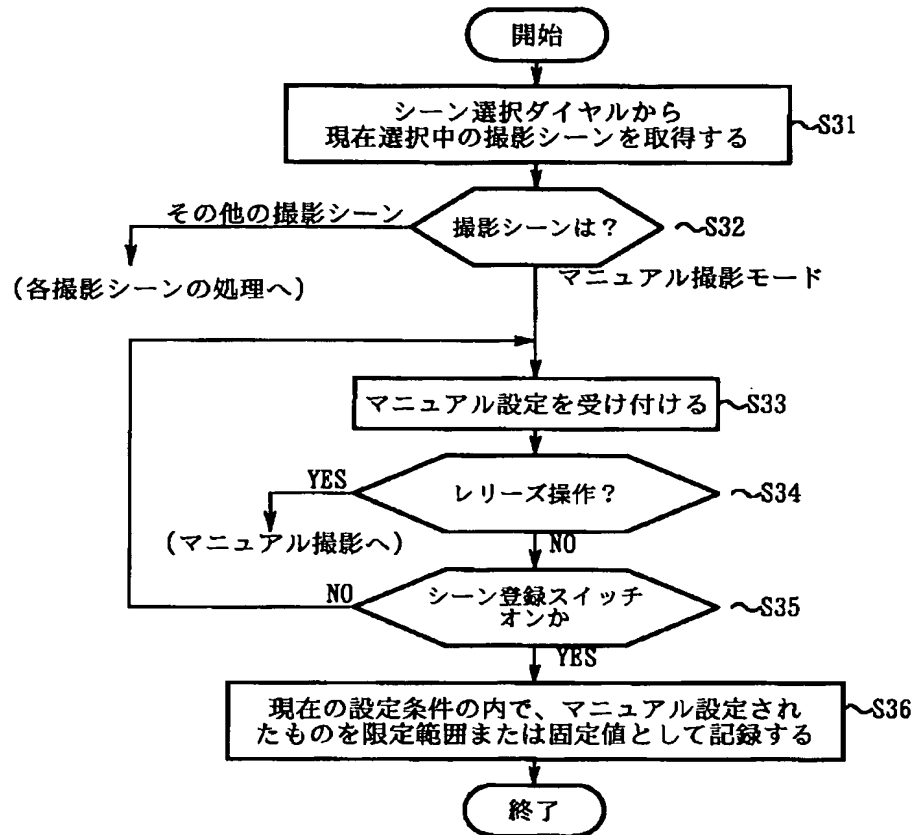 開始
シーン選択ダイヤルから
現在選択中の撮影シーンを取得する
~S31
その他の撮影シーン
撮影シーンは?
~S32
(各撮影シーンの処理へ)
マニュアル撮影モード
マニュアル設定を受け付ける
~S33
YES
レリーズ操作?
~S34
(マニュアル撮影へ)
NO
NO
シーン登録スイッチ
オンか
~S35
YES
現在の設定条件の内で、マニュアル設定され
たものを限定範囲または固定値として記録する
~S36
終了